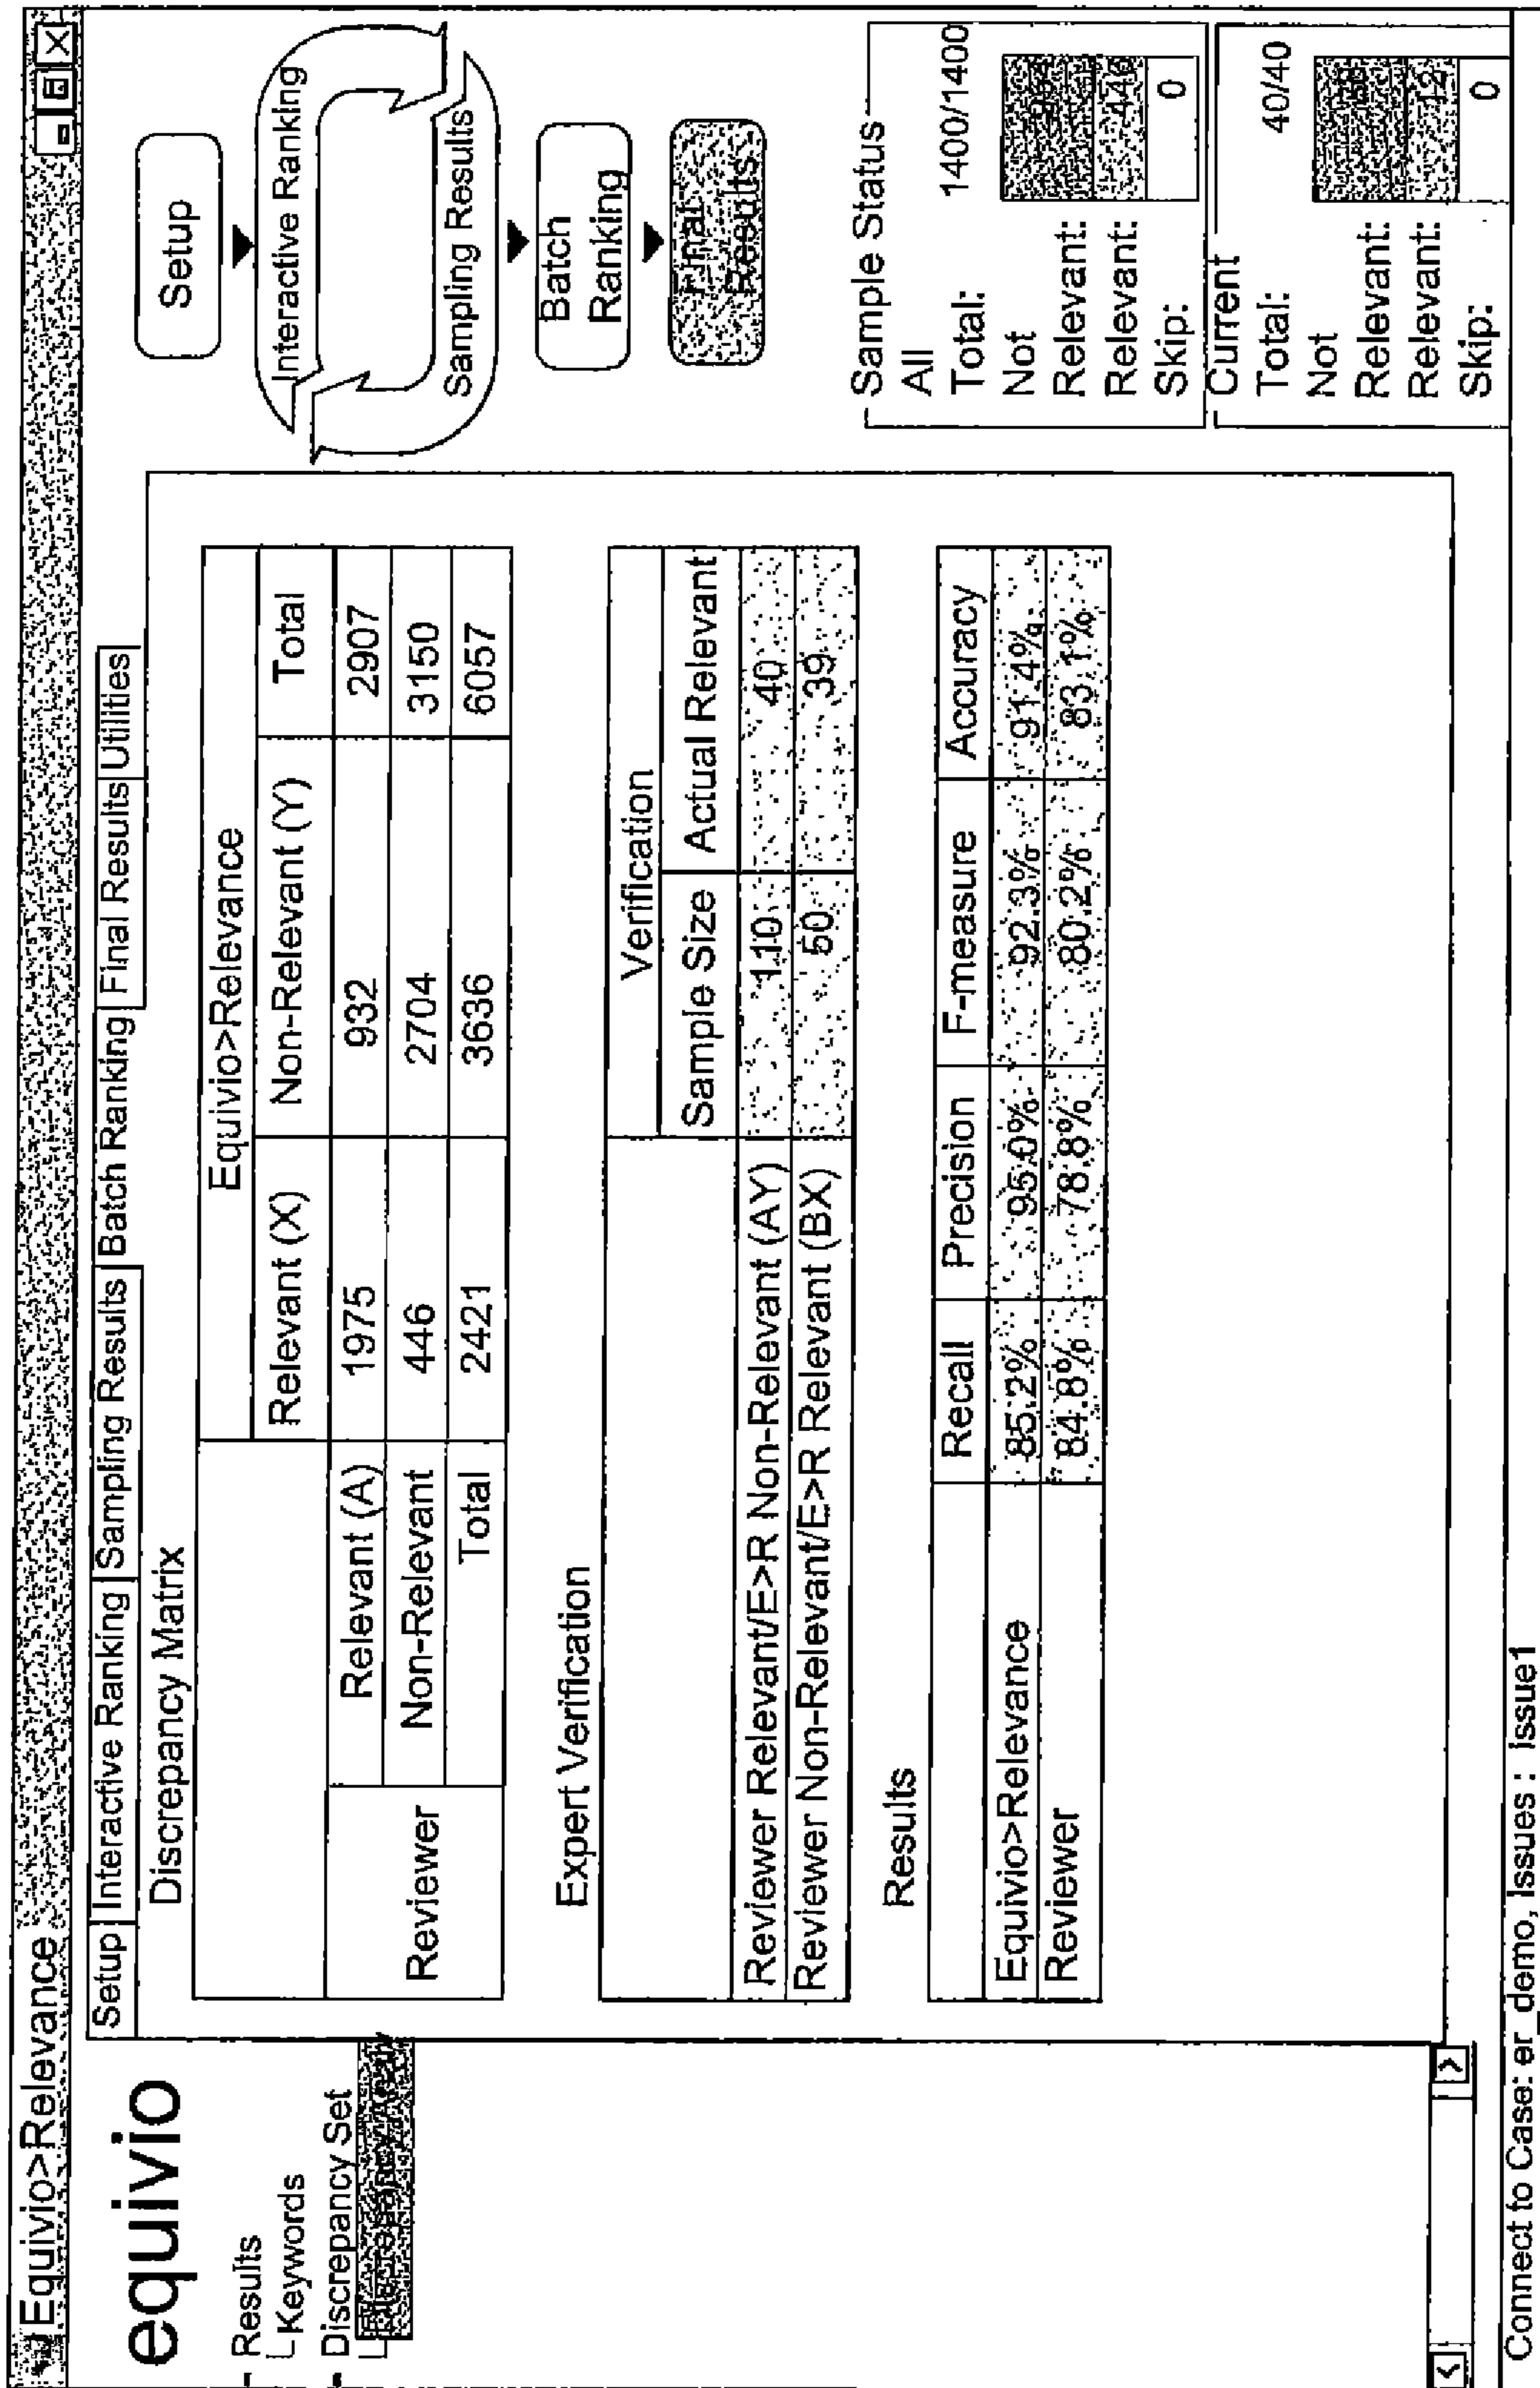 Equivio>Relevance
equivio
Results
Keywords
Discrepancy Set
Setup Interactive Ranking Sampling Results Batch Ranking Final Results Utilities
Discrepancy Matrix
Equivio>Relevance
Relevant (X) Non-Relevant (Y) Total
Reviewer
Relevant (A) 1975 932 2907
Non-Relevant 446 2704 3150
Total 2421 3636 6057
Expert Verification
Verification
Sample Size Actual Relevant
Reviewer Relevant/E>R Non-Relevant (AY) 110 40
Reviewer Non-Relevant/E>R Relevant (BX) 50 39
Results
Recall Precision F-measure Accuracy
Equivio>Relevance 85.2% 95.0% 92.3% 91.4%
Reviewer 84.8% 78.8% 80.2% 83.1%
Setup
Interactive Ranking
Sampling Results
Batch
Ranking
Final
Results
Sample Status
All
Total: 1400/1400
Not
Relevant:
Relevant:
Skip: 0
Current
Total: 40/40
Not
Relevant:
Relevant: 12
Skip: 0
Connect to Case: er_demo, Issues : Issue1